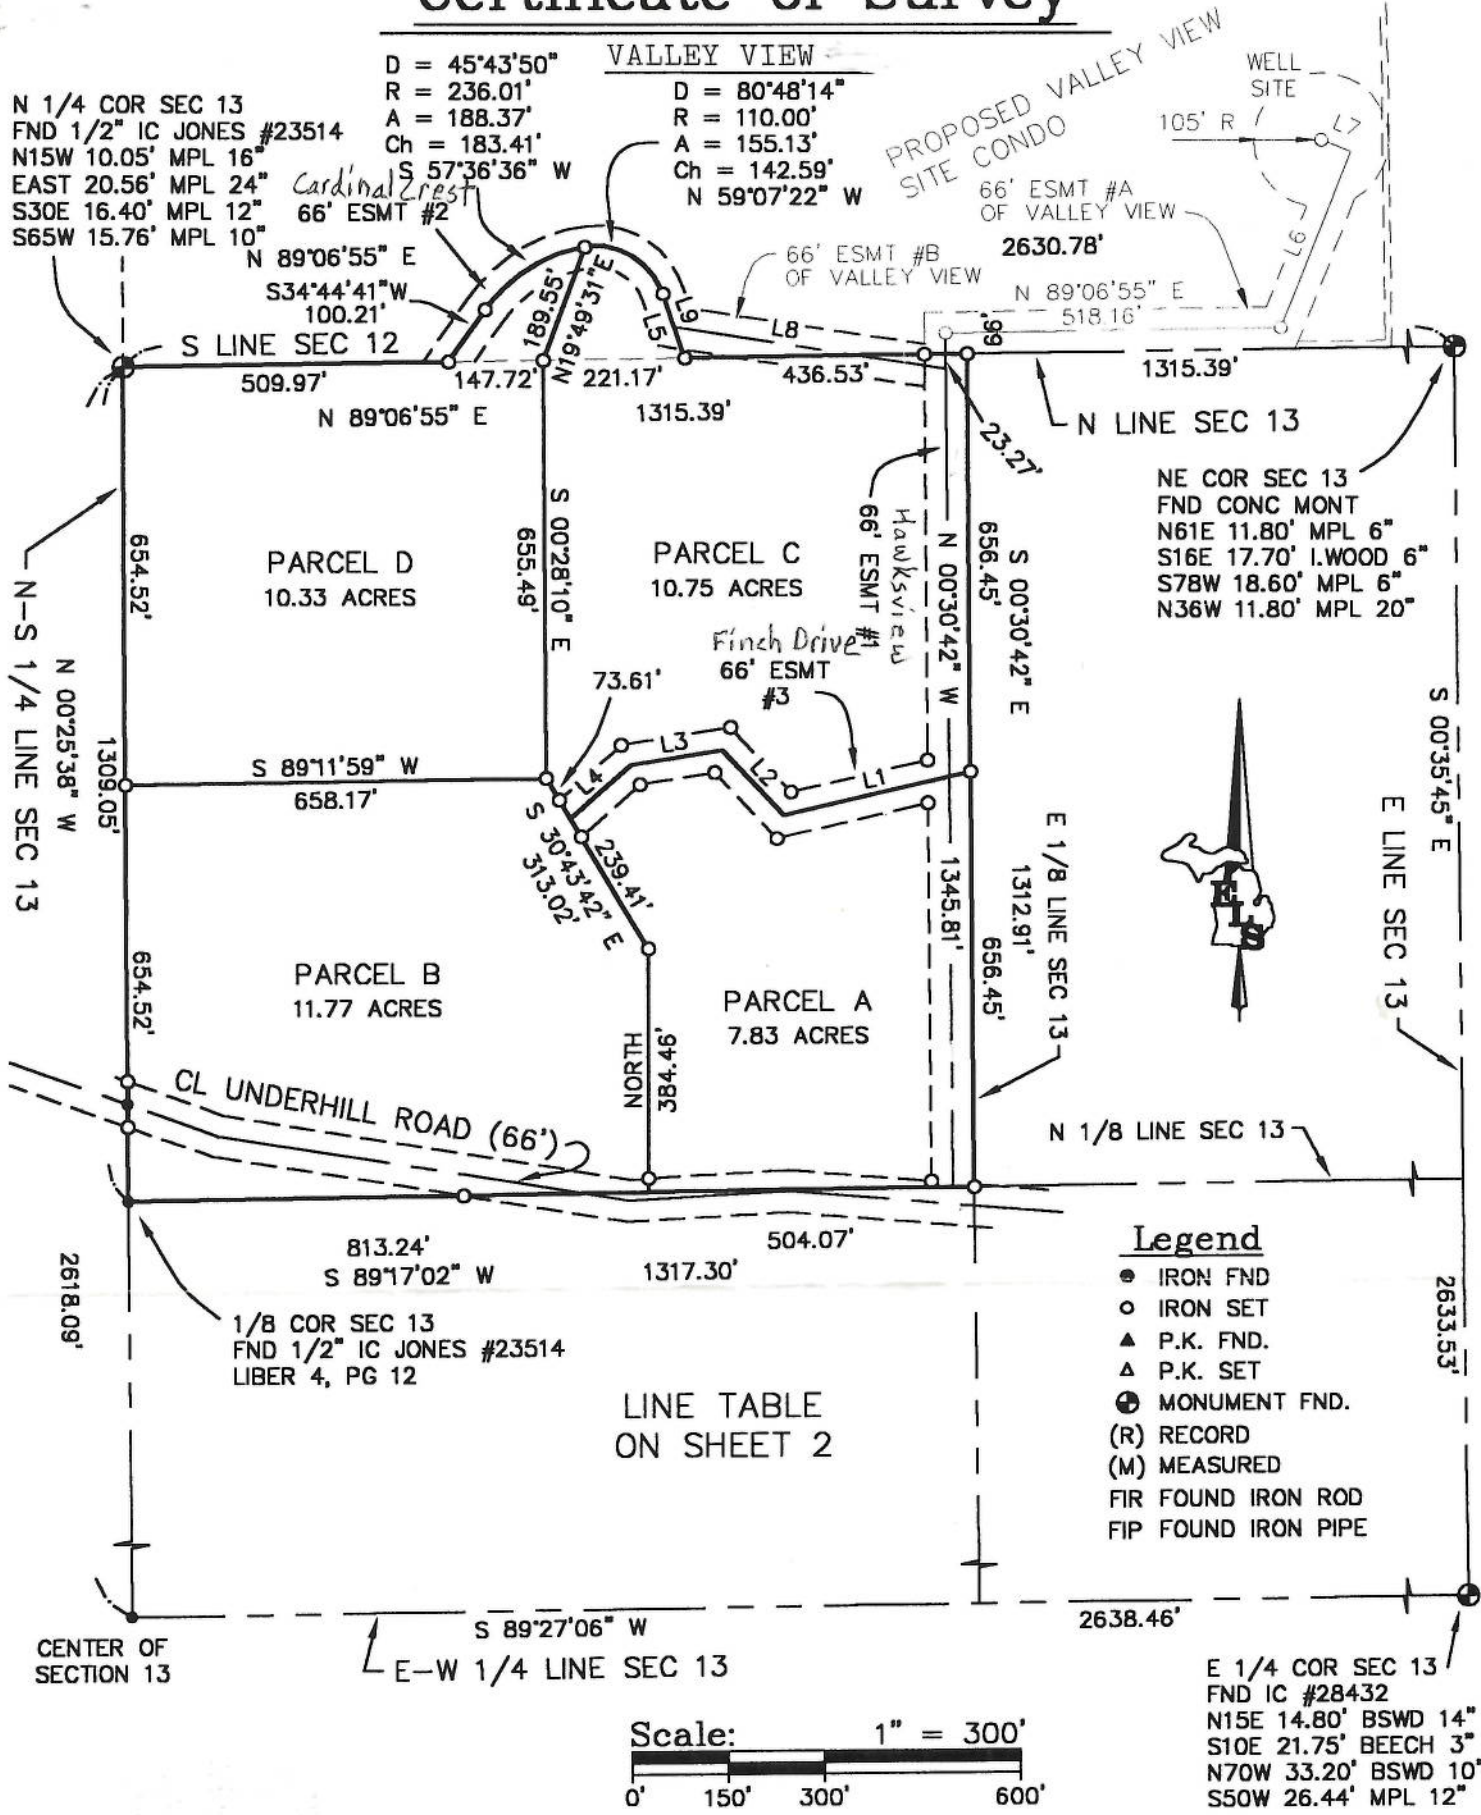 Certificate of Survey
VALLEY VIEW
D = 45°43'50"
R = 236.01'
A = 188.37'
Ch = 183.41'
S 57°36'36" W
D = 80°48'14"
R = 110.00'
A = 155.13'
Ch = 142.59'
N 59°07'22" W
N 1/4 COR SEC 13
FND 1/2" IC JONES #23514
N15W 10.05' MPL 16"
EAST 20.56' MPL 24"
S30E 16.40' MPL 12"
S65W 15.76' MPL 10"
Cardinal Crest
66' ESMT #2
N 89°06'55" E
S34°44'41"W
100.21'
PROPOSED VALLEY VIEW
SITE CONDO
WELL
SITE
105' R
L7
L6
66' ESMT #A
OF VALLEY VIEW
2630.78'
66' ESMT #B
OF VALLEY VIEW
N 89°06'55" E
518.16'
66'
189.55'
N19°49'31"E
L5
L9
L8
S LINE SEC 12
509.97'
147.72'
221.17'
436.53'
1315.39'
N 89°06'55" E
1315.39'
23.27'
N LINE SEC 13
NE COR SEC 13
FND CONC MONT
N61E 11.80' MPL 6"
S16E 17.70' I.WOOD 6"
S78W 18.60' MPL 6"
N36W 11.80' MPL 20"
N-S 1/4 LINE SEC 13
N 00°25'38" W
1309.05'
654.52'
PARCEL D
10.33 ACRES
S 00°28'10" E
655.49'
PARCEL C
10.75 ACRES
Hawksview
66' ESMT #1
N 00°30'42" W
656.45'
S 00°30'42" E
Finch Drive
66' ESMT
#3
73.61'
L4
L3
L2
L1
S 89°11'59" W
658.17'
S 30°43'42" E
313.02'
239.41'
S 00°35'45" E
E LINE SEC 13
E 1/8 LINE SEC 13
1312.91'
1345.81'
656.45'
ELS
654.52'
PARCEL B
11.77 ACRES
PARCEL A
7.83 ACRES
NORTH
384.46'
CL UNDERHILL ROAD (66')
N 1/8 LINE SEC 13
813.24'
504.07'
S 89°17'02" W
1317.30'
2618.09'
1/8 COR SEC 13
FND 1/2" IC JONES #23514
LIBER 4, PG 12
Legend
IRON FND
IRON SET
P.K. FND.
P.K. SET
MONUMENT FND.
(R) RECORD
(M) MEASURED
FIR FOUND IRON ROD
FIP FOUND IRON PIPE
2633.53'
LINE TABLE
ON SHEET 2
CENTER OF
SECTION 13
S 89°27'06" W
2638.46'
E-W 1/4 LINE SEC 13
E 1/4 COR SEC 13
FND IC #28432
N15E 14.80' BSWD 14"
S10E 21.75' BEECH 3"
N70W 33.20' BSWD 10"
S50W 26.44' MPL 12"
Scale: 1" = 300'
0' 150' 300' 600'